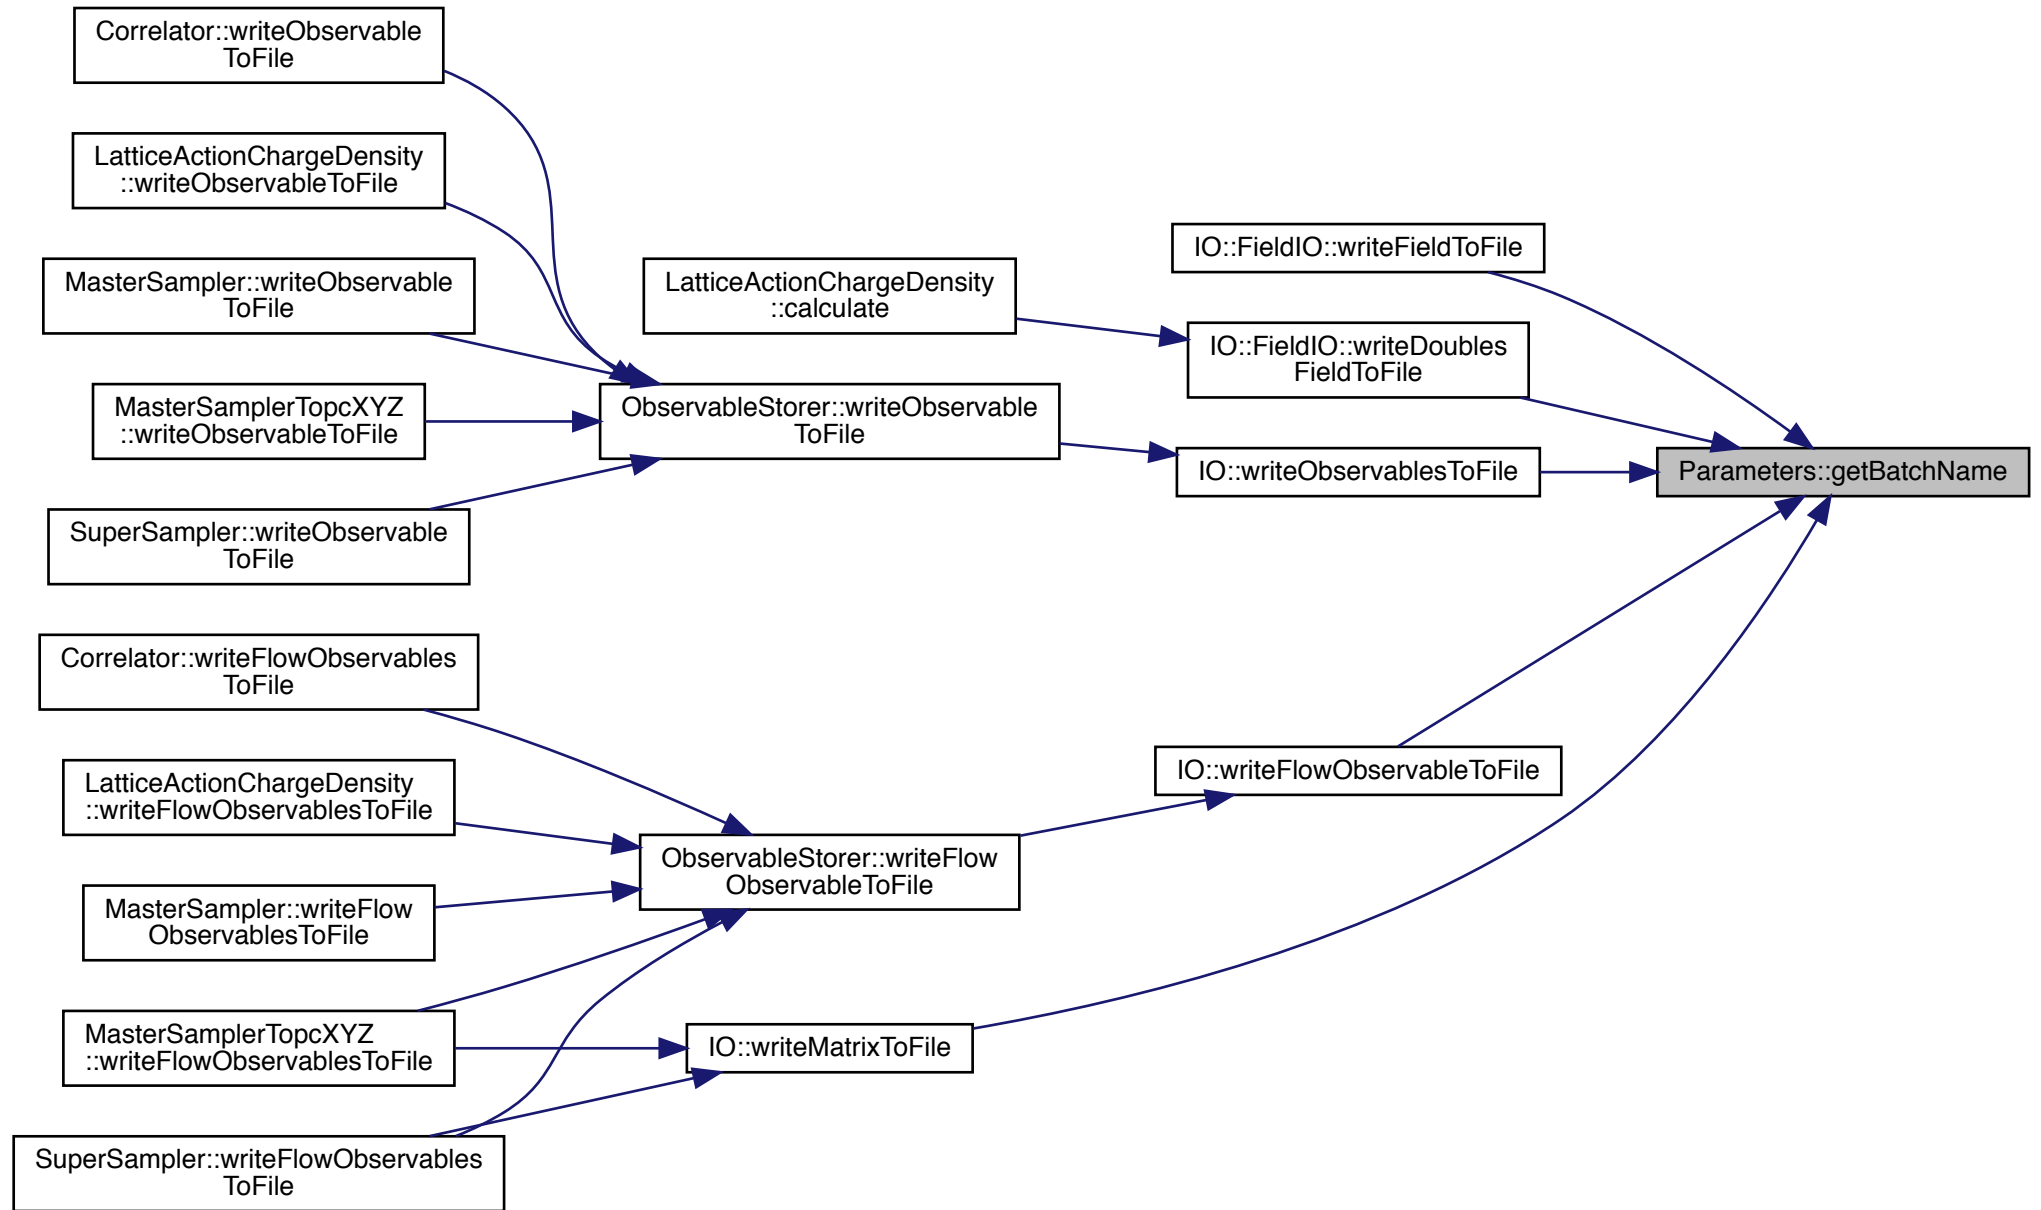 Correlator::writeObservable
ToFile
LatticeActionChargeDensity
::writeObservableToFile
MasterSampler::writeObservable
ToFile
MasterSamplerTopcXYZ
::writeObservableToFile
SuperSampler::writeObservable
ToFile
Correlator::writeFlowObservables
ToFile
LatticeActionChargeDensity
::writeFlowObservablesToFile
MasterSampler::writeFlow
ObservablesToFile
MasterSamplerTopcXYZ
::writeFlowObservablesToFile
SuperSampler::writeFlowObservables
ToFile
LatticeActionChargeDensity
::calculate
ObservableStorer::writeObservable
ToFile
ObservableStorer::writeFlow
ObservableToFile
IO::writeMatrixToFile
IO::FieldIO::writeFieldToFile
IO::FieldIO::writeDoubles
FieldToFile
IO::writeObservablesToFile
IO::writeFlowObservableToFile
Parameters::getBatchName